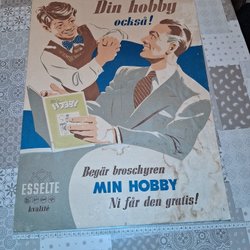 Din hobby
också!
HOBBY
Begär broschyren
MIN HOBBY
Ni får den gratis!
ESSELTE
kvalité